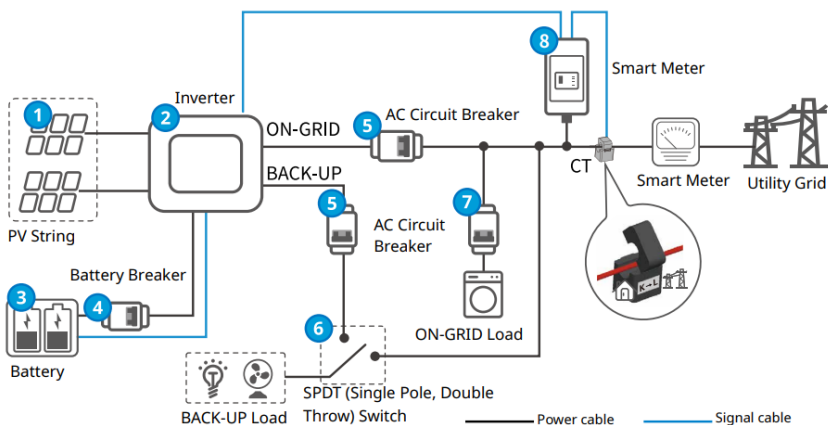 8
Smart Meter
Inverter
1
2
5
AC Circuit Breaker
ON-GRID
CT
Smart Meter
Utility Grid
BACK-UP
5
AC Circuit
Breaker
7
PV String
Battery Breaker
3
4
K→L
6
ON-GRID Load
Battery
SPDT (Single Pole, Double
Throw) Switch
BACK-UP Load
Power cable
Signal cable